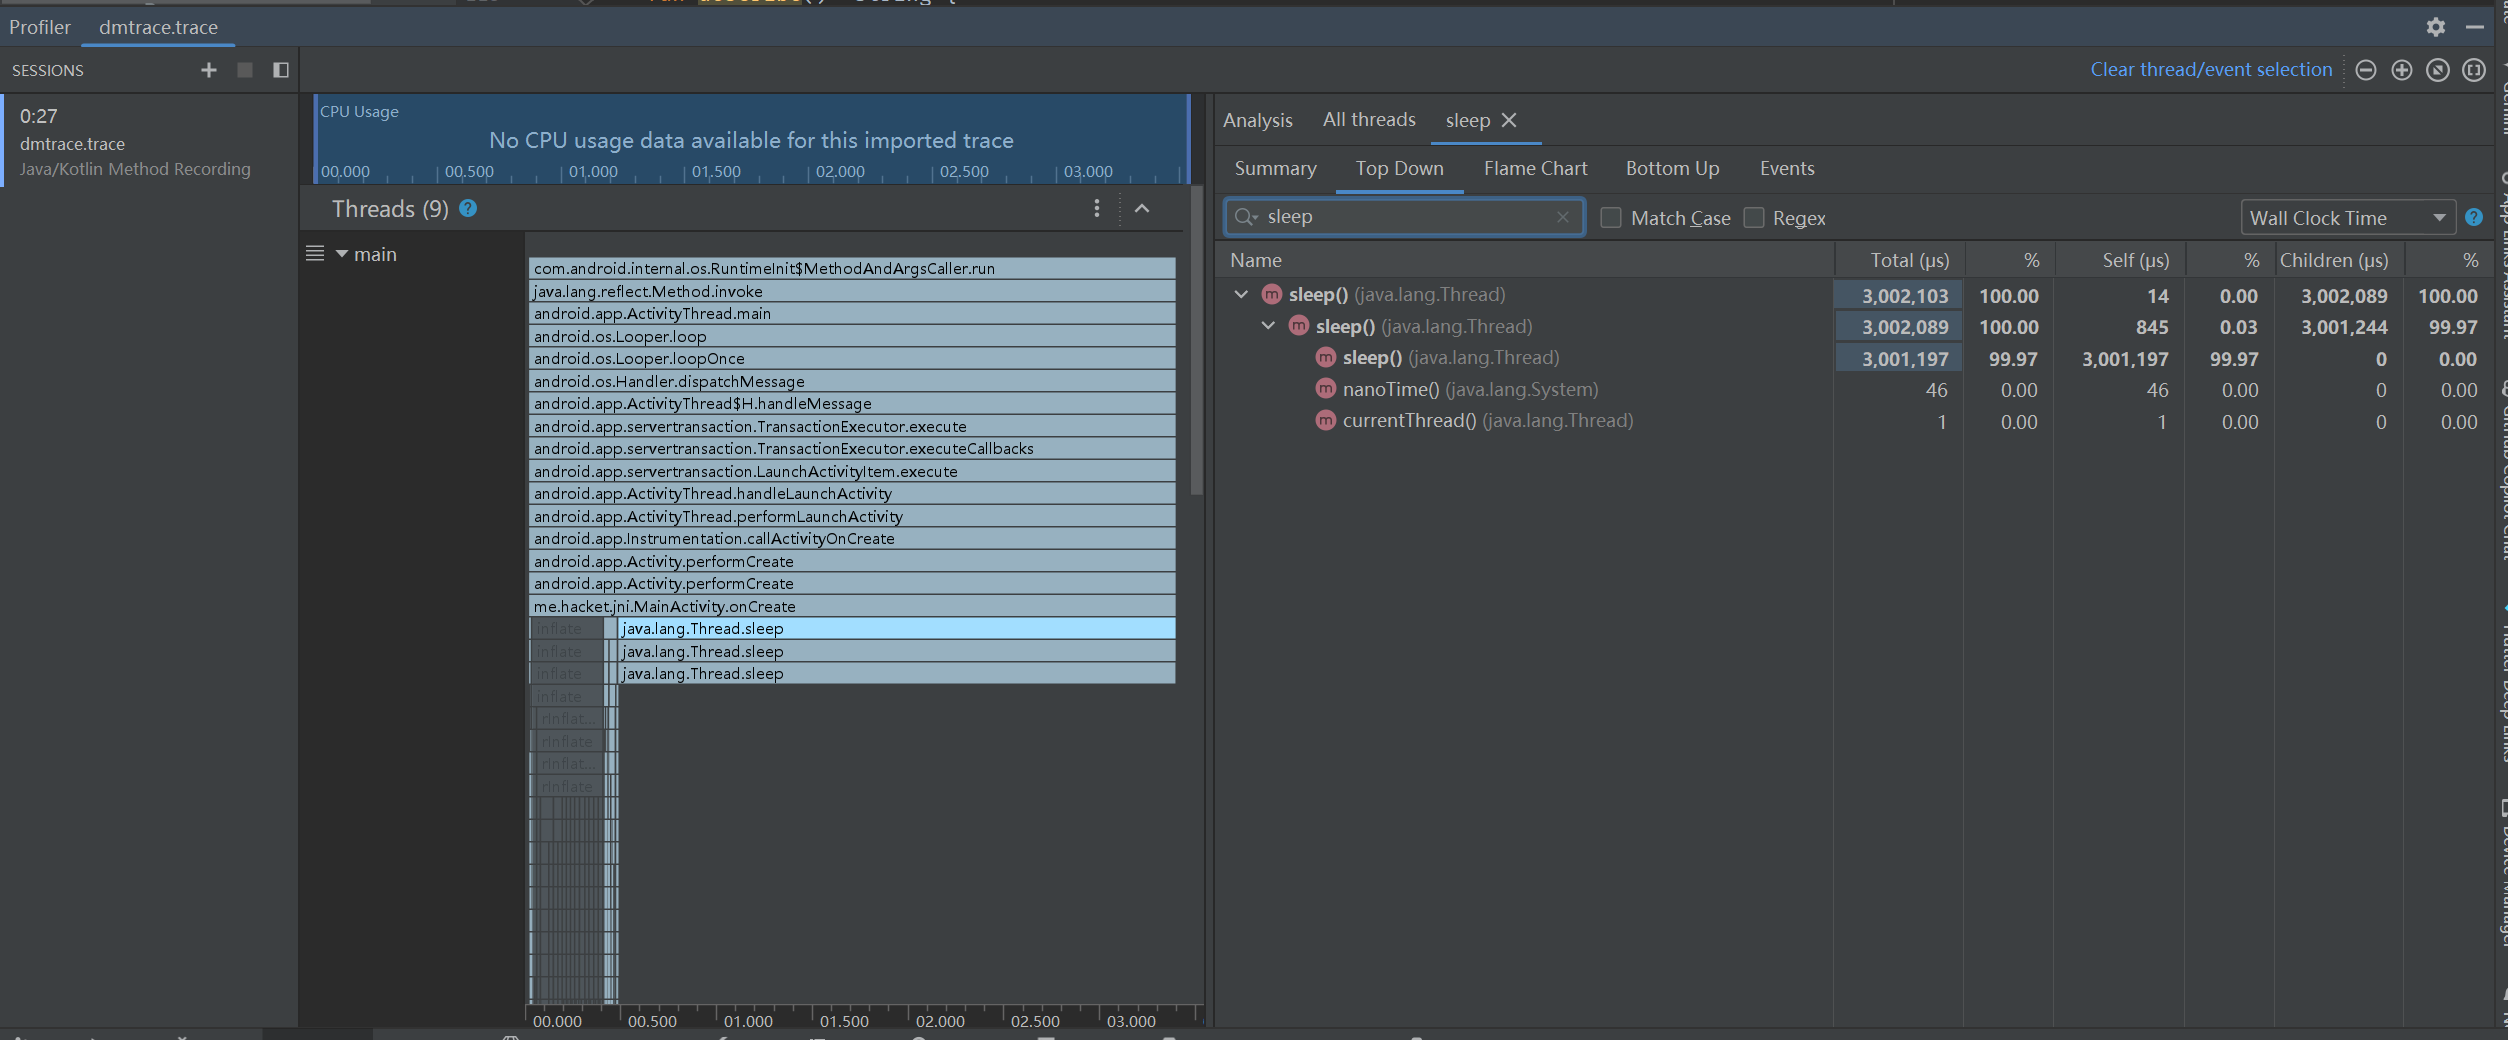 Profiler dmtrace.trace
SESSIONS
Clear thread/event selection
0:27
dmtrace.trace
Java/Kotlin Method Recording
CPU Usage
No CPU usage data available for this imported trace
00.000 00.500 01.000 01.500 02.000 02.500 03.000
Threads (9) ?
main
com.android.internal.os.RuntimeInit$MethodAndArgsCaller.run
java.lang.reflect.Method.invoke
android.app.ActivityThread.main
android.os.Looper.loop
android.os.Looper.loopOnce
android.os.Handler.dispatchMessage
android.app.ActivityThread$H.handleMessage
android.app.servertransaction.TransactionExecutor.execute
android.app.servertransaction.TransactionExecutor.executeCallbacks
android.app.servertransaction.LaunchActivityItem.execute
android.app.ActivityThread.handleLaunchActivity
android.app.ActivityThread.performLaunchActivity
android.app.Instrumentation.callActivityOnCreate
android.app.Activity.performCreate
android.app.Activity.performCreate
me.hacket.jni.MainActivity.onCreate
inflate java.lang.Thread.sleep
inflate java.lang.Thread.sleep
inflate java.lang.Thread.sleep
inflate
rInflat...
rInflate
rInflat...
rInflate
00.000 00.500 01.000 01.500 02.000 02.500 03.000
Analysis All threads sleep
Summary Top Down Flame Chart Bottom Up Events
sleep Match Case Regex Wall Clock Time ?
Name Total (μs) % Self (μs) % Children (μs) %
m sleep() (java.lang.Thread) 3,002,103 100.00 14 0.00 3,002,089 100.00
m sleep() (java.lang.Thread) 3,002,089 100.00 845 0.03 3,001,244 99.97
m sleep() (java.lang.Thread) 3,001,197 99.97 3,001,197 99.97 0 0.00
m nanoTime() (java.lang.System) 46 0.00 46 0.00 0 0.00
m currentThread() (java.lang.Thread) 1 0.00 1 0.00 0 0.00